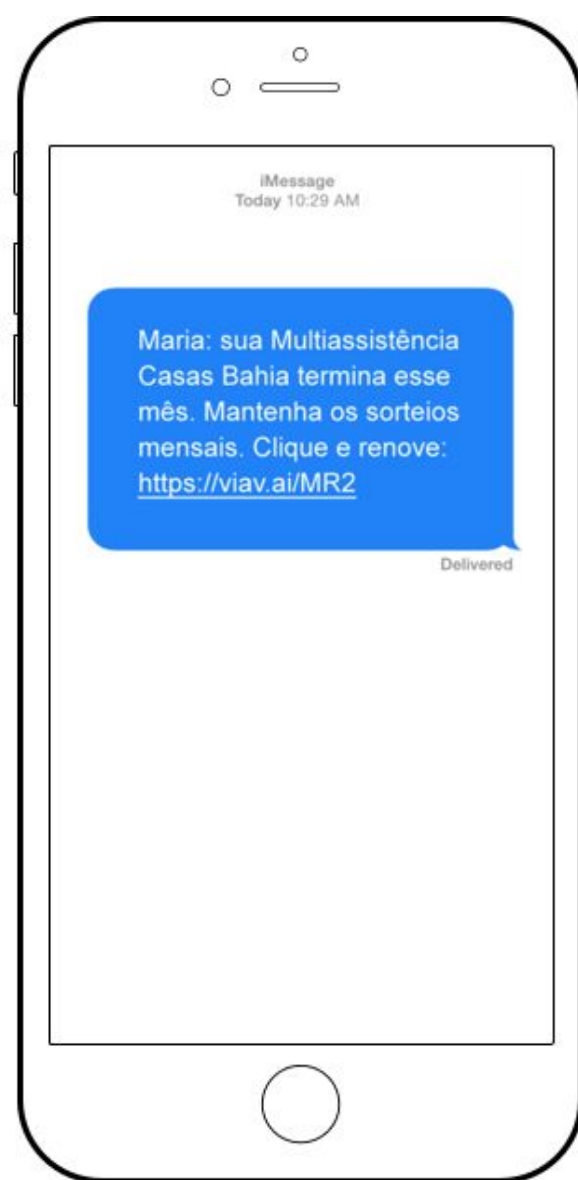 iMessage
Today 10:29 AM
Maria: sua Multiassistência
Casas Bahia termina esse
mês. Mantenha os sorteios
mensais. Clique e renove:
https://viav.ai/MR2
Delivered